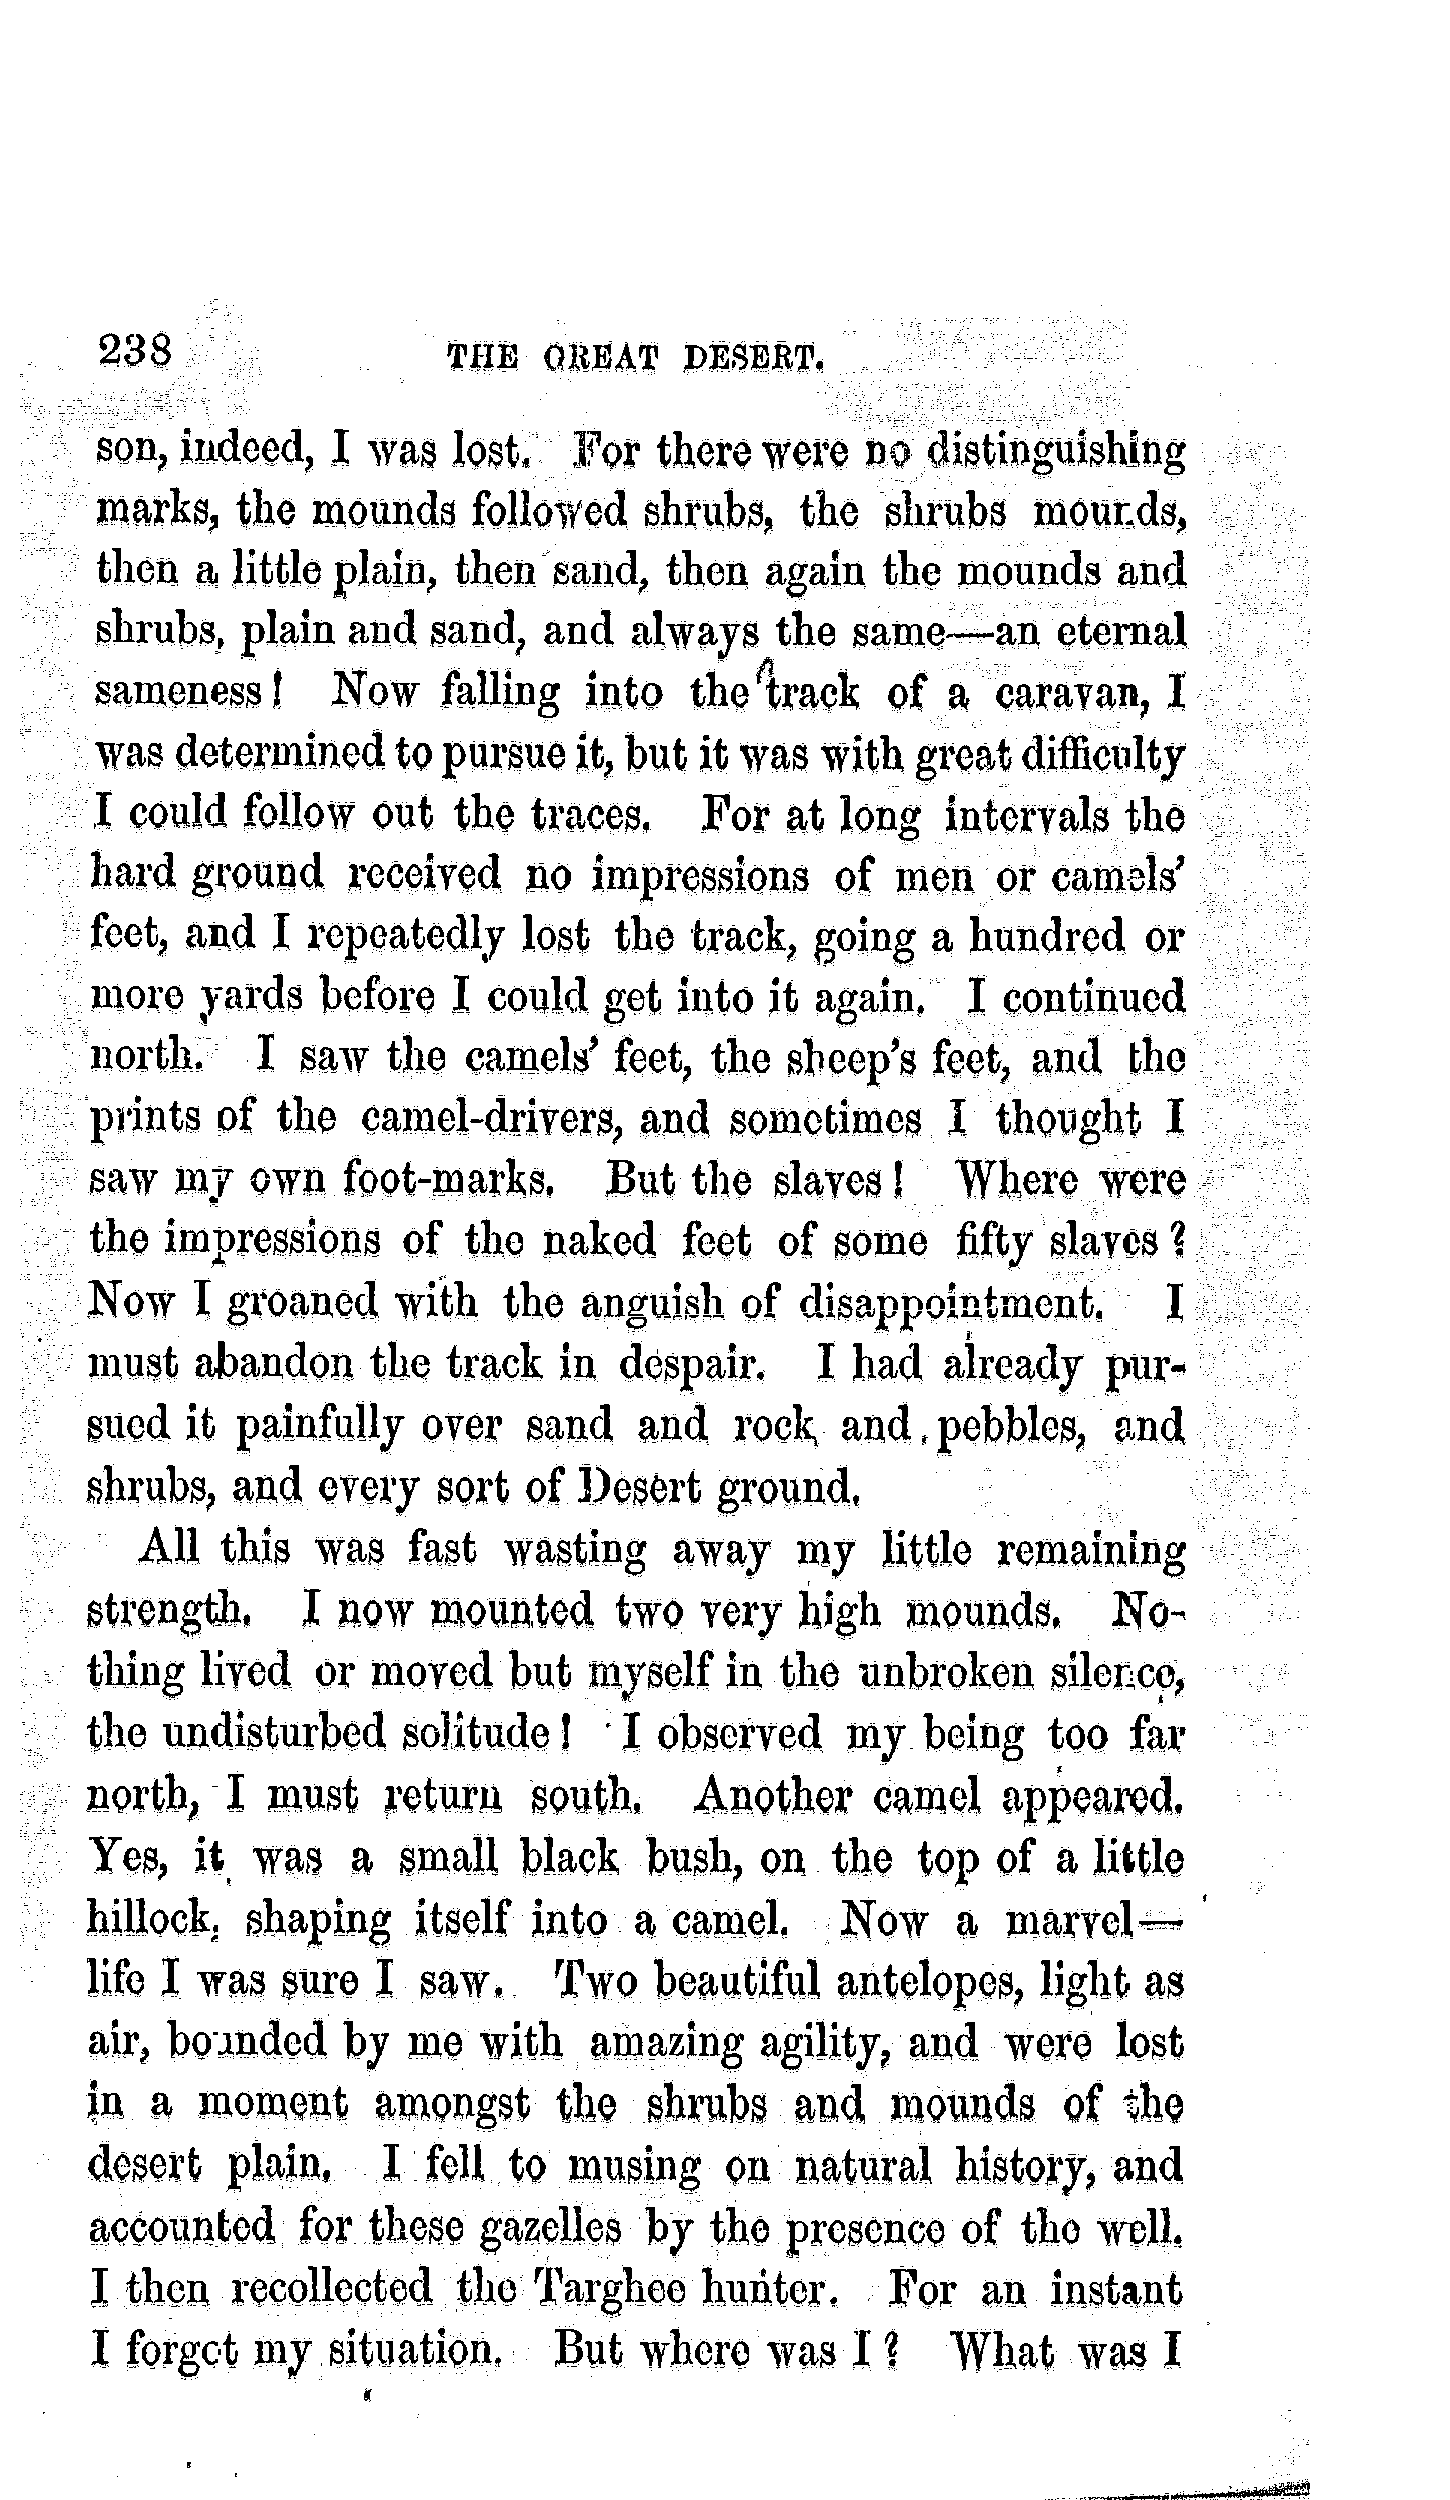 238 THE GREAT DESERT.
son, indeed, I was lost. For there were no distinguishing
marks, the mounds followed shrubs, the shrubs mounds,
then a little plain, then sand, then again the mounds and
shrubs, plain and sand, and always the same—an eternal
sameness! Now falling into the track of a caravan, I
was determined to pursue it, but it was with great difficulty
I could follow out the traces. For at long intervals the
hard ground received no impressions of men or camels'
feet, and I repeatedly lost the track, going a hundred or
more yards before I could get into it again. I continued
north. I saw the camels' feet, the sheep's feet, and the
prints of the camel-drivers, and sometimes I thought I
saw my own foot-marks. But the slaves! Where were
the impressions of the naked feet of some fifty slaves?
Now I groaned with the anguish of disappointment. I
must abandon the track in despair. I had already pur-
sued it painfully over sand and rock and pebbles, and
shrubs, and every sort of Desert ground.
All this was fast wasting away my little remaining
strength. I now mounted two very high mounds. No-
thing lived or moved but myself in the unbroken silence,
the undisturbed solitude! I observed my being too far
north, I must return south. Another camel appeared.
Yes, it was a small black bush, on the top of a little
hillock, shaping itself into a camel. Now a marvel—
life I was sure I saw. Two beautiful antelopes, light as
air, bounded by me with amazing agility, and were lost
in a moment amongst the shrubs and mounds of the
desert plain. I fell to musing on natural history, and
accounted for these gazelles by the presence of the well.
I then recollected the Targhee hunter. For an instant
I forgot my situation. But where was I? What was I